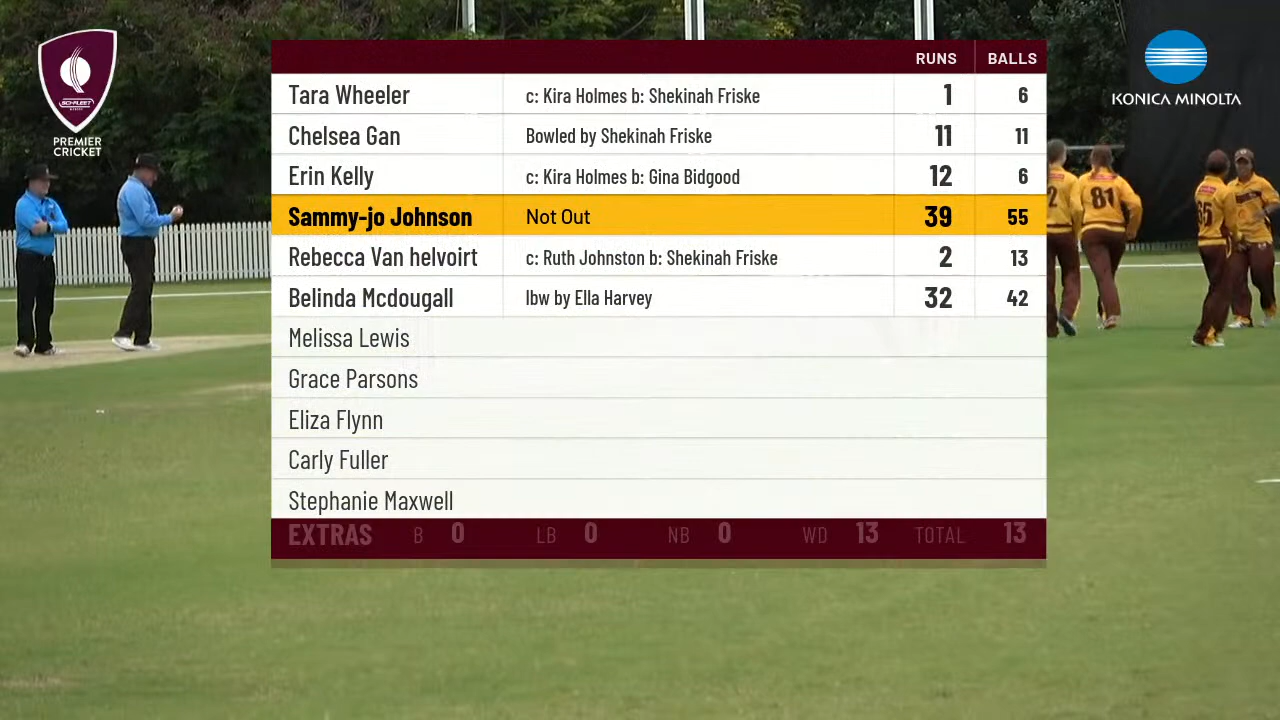 RUNS BALLS
Tara Wheeler c: Kira Holmes b: Shekinah Friske 1 6
Chelsea Gan Bowled by Shekinah Friske 11 11
Erin Kelly c: Kira Holmes b: Gina Bidgood 12 6
Sammy-jo Johnson Not Out 39 55
Rebecca Van helvoirt c: Ruth Johnston b: Shekinah Friske 2 13
Belinda Mcdougall lbw by Ella Harvey 32 42
Melissa Lewis
Grace Parsons
Eliza Flynn
Carly Fuller
Stephanie Maxwell
EXTRAS B 0 LB 0 NB 0 WD 13 TOTAL 13
PREMIER
CRICKET
KONICA MINOLTA
81